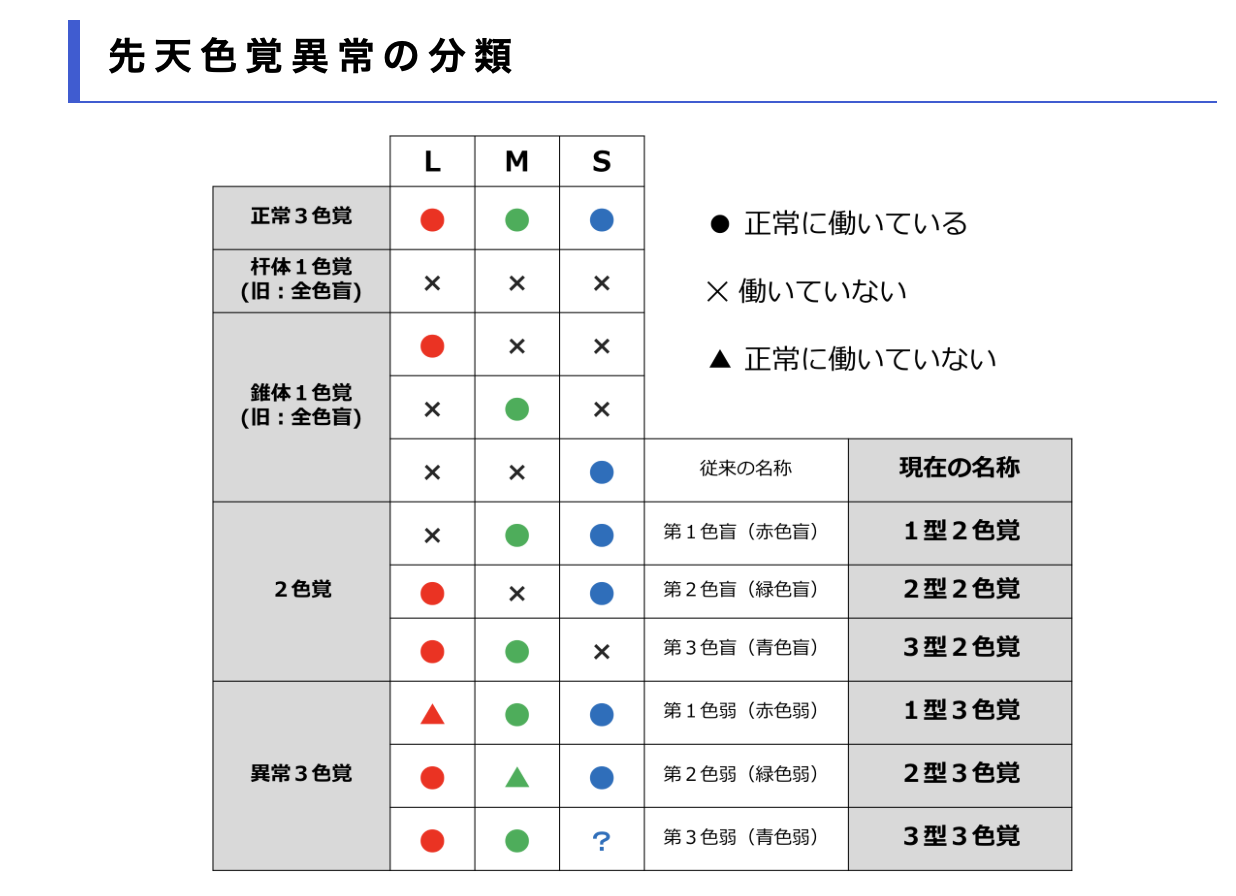 先天色覚異常の分類
L M S
正常３色覚 ● ● ●
● 正常に働いている
杆体１色覚
(旧：全色盲)
× × ×
× 働いていない
▲ 正常に働いていない
錐体１色覚
(旧：全色盲)
● × ×
× ● ×
× × ● 従来の名称 現在の名称
２色覚
× ● ● 第１色盲（赤色盲） １型２色覚
● × ● 第２色盲（緑色盲） ２型２色覚
● ● × 第３色盲（青色盲） ３型２色覚
異常３色覚
▲ ● ● 第１色弱（赤色弱） １型３色覚
● ▲ ● 第２色弱（緑色弱） ２型３色覚
● ● ？ 第３色弱（青色弱） ３型３色覚